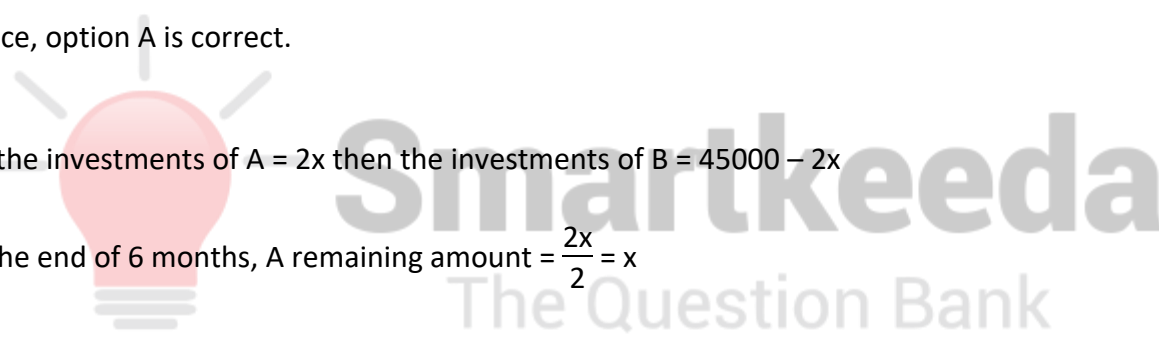 ce, option A is correct.
the investments of A = 2x then the investments of B = 45000 – 2x
he end of 6 months, A remaining amount = 2x/2 = x
Smartkeeda
The Question Bank